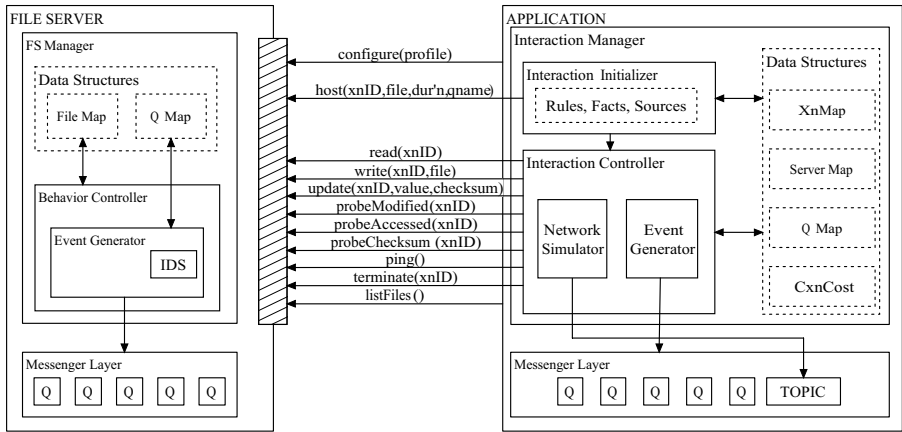 FILE SERVER
FS Manager
Data Structures
File Map
Q Map
Behavior Controller
Event Generator
IDS
Messenger Layer
Q Q Q Q Q
configure(profile)
host(xnID,file,dur'n,qname)
read(xnID)
write(xnID,file)
update(xnID,value,checksum)
probeModified(xnID)
probeAccessed(xnID)
probeChecksum (xnID)
ping()
terminate(xnID)
listFiles()
APPLICATION
Interaction Manager
Interaction Initializer
Rules, Facts, Sources
Interaction Controller
Network
Simulator
Event
Generator
Data Structures
XnMap
Server Map
Q Map
CxnCost
Messenger Layer
Q Q Q Q Q TOPIC